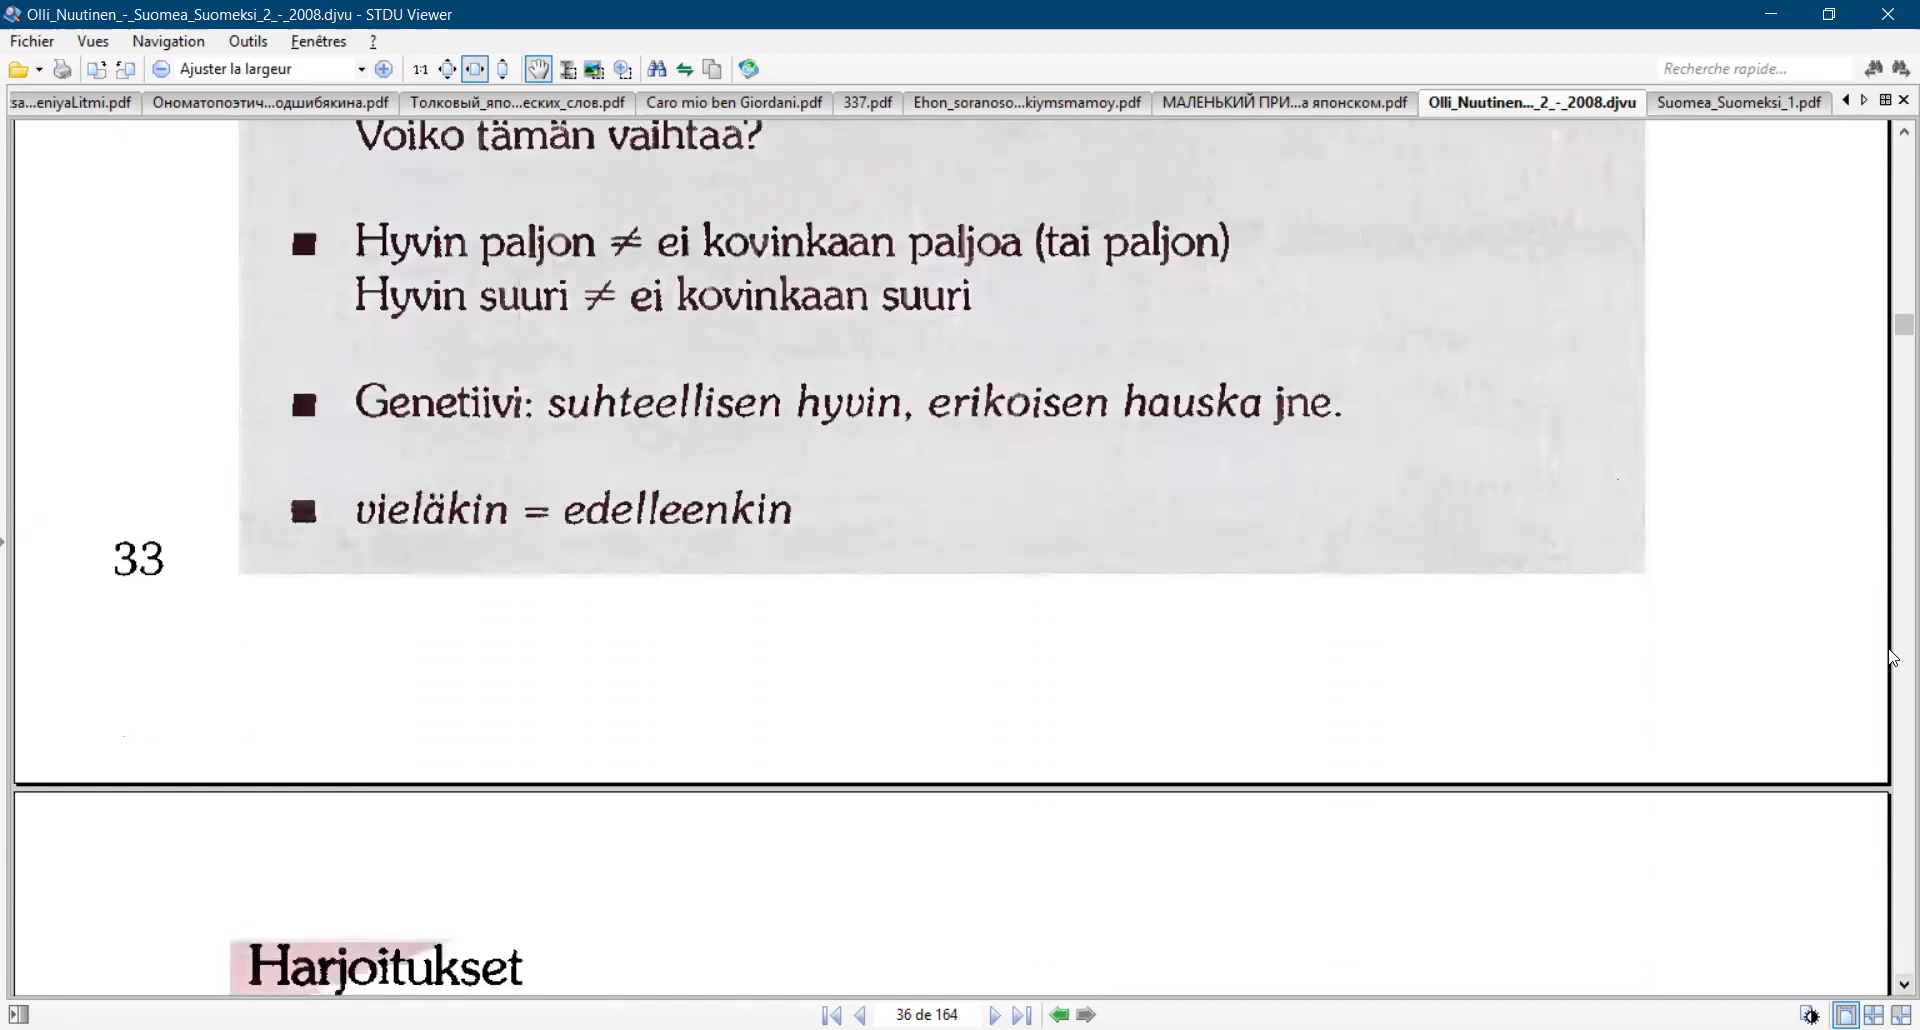 Olli_Nuutinen_-_Suomea_Suomeksi_2_-_2008.djvu - STDU Viewer
Fichier Vues Navigation Outils Fenêtres ?
Ajuster la largeur 1:1 Recherche rapide...
sa...eniyaLitmi.pdf Ономатопоэтич...одшибякина.pdf Толковый_япо...еских_слов.pdf Caro mio ben Giordani.pdf 337.pdf Ehon_soranoso...kiymsmamoy.pdf МАЛЕНЬКИЙ ПРИ...а японском.pdf Olli_Nuutinen..._2_-_2008.djvu Suomea_Suomeksi_1.pdf
Voiko tämän vaihtaa?
■ Hyvin paljon ≠ ei kovinkaan paljoa (tai paljon)
Hyvin suuri ≠ ei kovinkaan suuri
■ Genetiivi: suhteellisen hyvin, erikoisen hauska jne.
■ vieläkin = edelleenkin
33
Harjoitukset
36 de 164